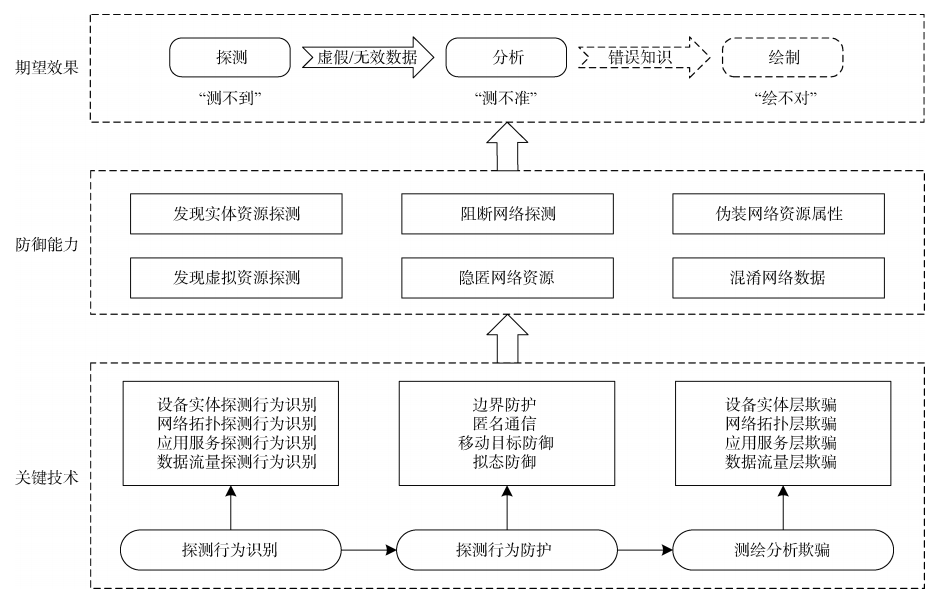 期望效果
探测
虚假/无效数据
分析
错误知识
绘制
“测不到”
“测不准”
“绘不对”
防御能力
发现实体资源探测
阻断网络探测
伪装网络资源属性
发现虚拟资源探测
隐匿网络资源
混淆网络数据
关键技术
设备实体探测行为识别
网络拓扑探测行为识别
应用服务探测行为识别
数据流量探测行为识别
边界防护
匿名通信
移动目标防御
拟态防御
设备实体层欺骗
网络拓扑层欺骗
应用服务层欺骗
数据流量层欺骗
探测行为识别
探测行为防护
测绘分析欺骗